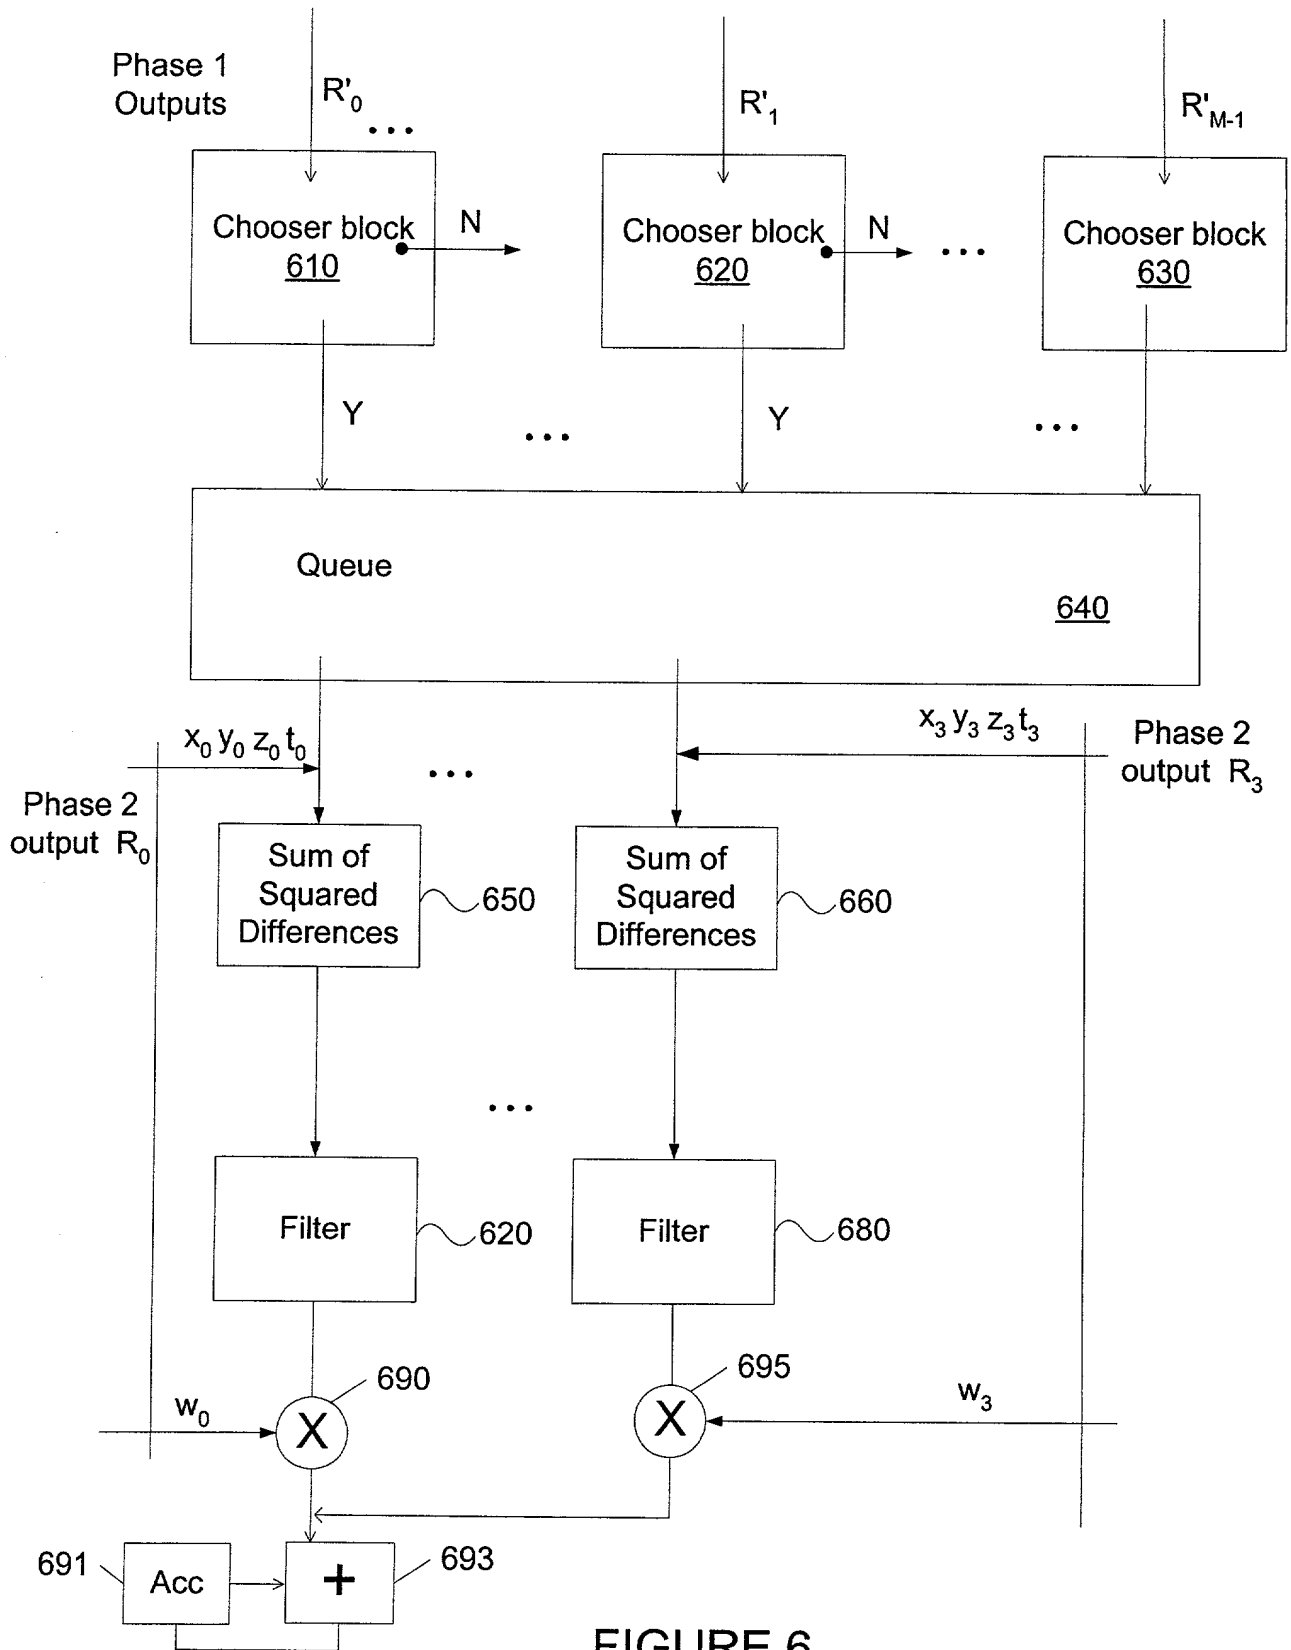 Phase 1
Outputs
R'0
R'1
R'M-1
...
Chooser block
610
N
Chooser block
620
N
...
Chooser block
630
Y
...
Y
...
Queue
640
x0 y0 z0 t0
...
x3 y3 z3 t3
Phase 2
output R3
Phase 2
output R0
Sum of
Squared
Differences
650
Sum of
Squared
Differences
660
...
Filter
620
Filter
680
690
695
w0
X
X
w3
691
Acc
+
693
FIGURE 6